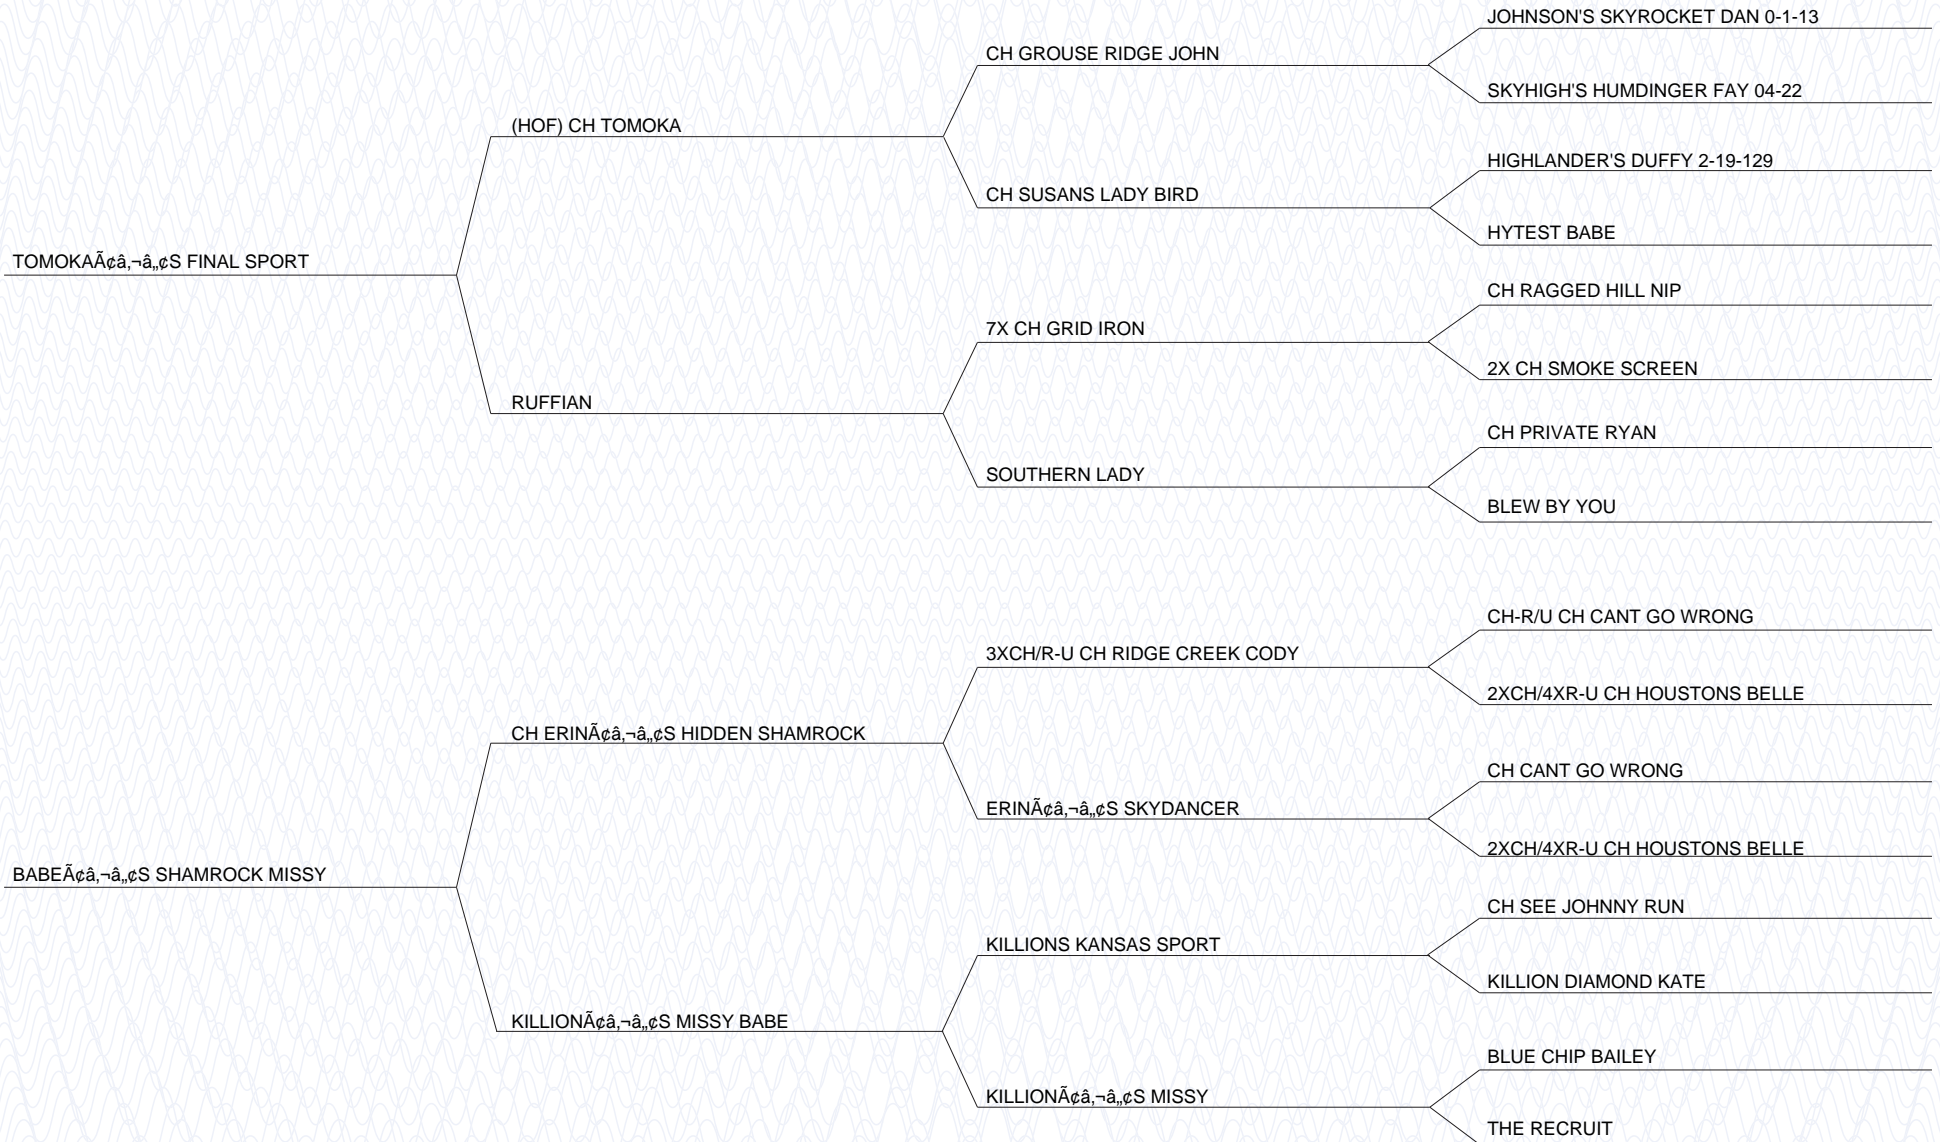 JOHNSON'S SKYROCKET DAN 0-1-13
CH GROUSE RIDGE JOHN
SKYHIGH'S HUMDINGER FAY 04-22
(HOF) CH TOMOKA
HIGHLANDER'S DUFFY 2-19-129
CH SUSANS LADY BIRD
HYTEST BABE
TOMOKAÃ¢â‚¬â„¢S FINAL SPORT
CH RAGGED HILL NIP
7X CH GRID IRON
2X CH SMOKE SCREEN
RUFFIAN
CH PRIVATE RYAN
SOUTHERN LADY
BLEW BY YOU
CH-R/U CH CANT GO WRONG
3XCH/R-U CH RIDGE CREEK CODY
2XCH/4XR-U CH HOUSTONS BELLE
CH ERINÃ¢â‚¬â„¢S HIDDEN SHAMROCK
CH CANT GO WRONG
ERINÃ¢â‚¬â„¢S SKYDANCER
2XCH/4XR-U CH HOUSTONS BELLE
BABEÃ¢â‚¬â„¢S SHAMROCK MISSY
CH SEE JOHNNY RUN
KILLIONS KANSAS SPORT
KILLION DIAMOND KATE
KILLIONÃ¢â‚¬â„¢S MISSY BABE
BLUE CHIP BAILEY
KILLIONÃ¢â‚¬â„¢S MISSY
THE RECRUIT